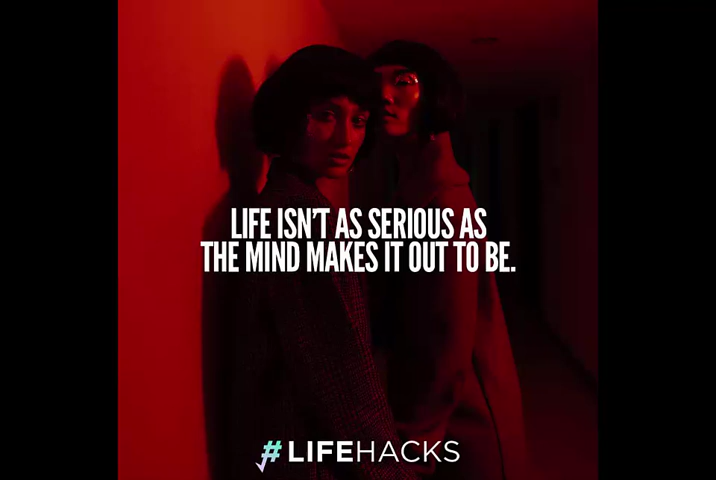 LIFE ISN'T AS SERIOUS AS
THE MIND MAKES IT OUT TO BE.
#LIFEHACKS